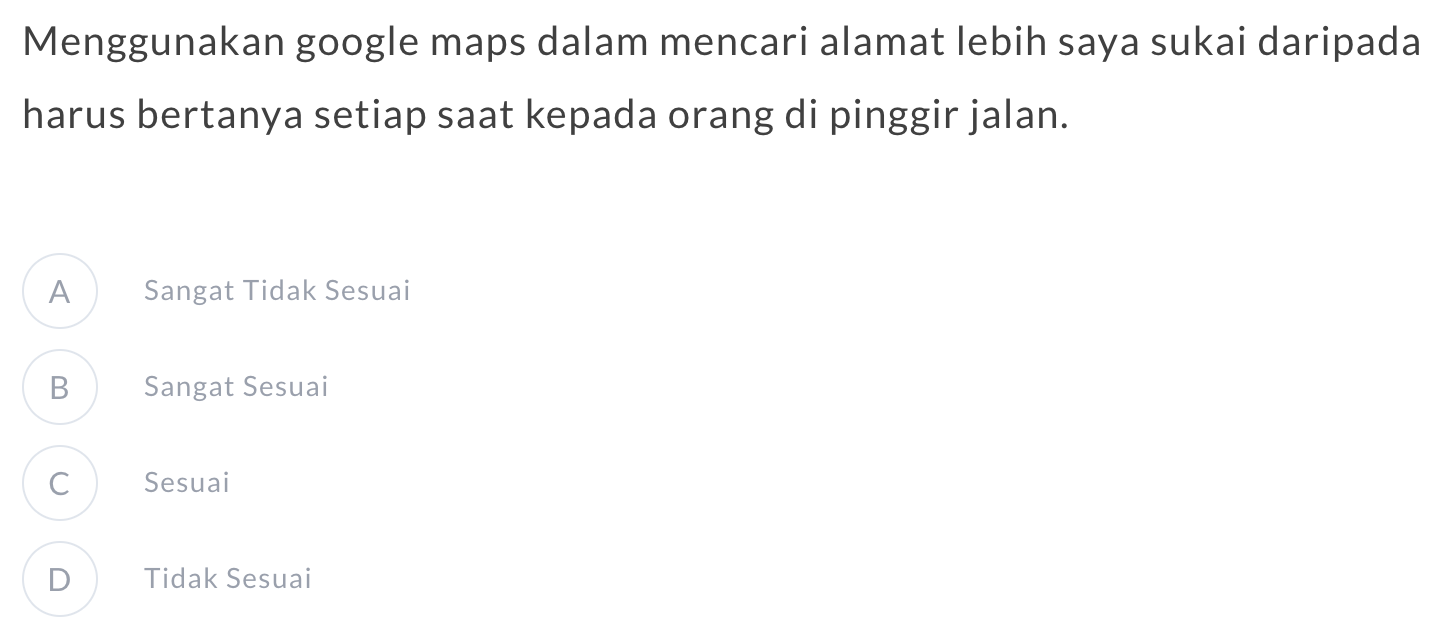 Menggunakan google maps dalam mencari alamat lebih saya sukai daripada
harus bertanya setiap saat kepada orang di pinggir jalan.
A Sangat Tidak Sesuai
B Sangat Sesuai
C Sesuai
D Tidak Sesuai